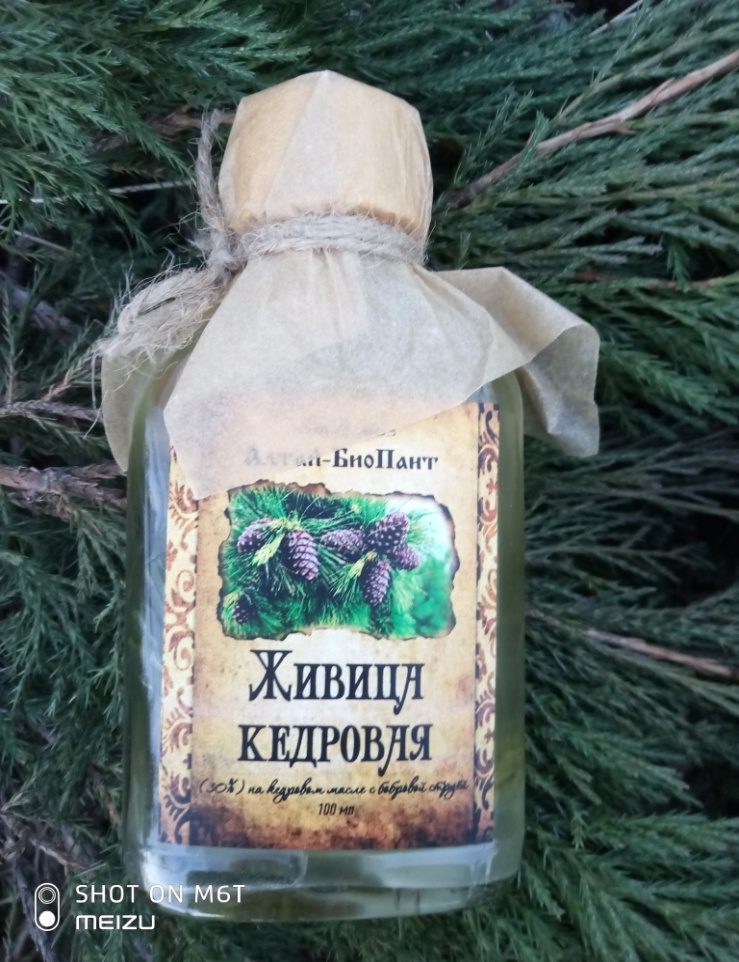 Алтай-БиоПант
Живица
кедровая
(30%) на кедровом масле с бобровой струей
100 мл
SHOT ON M6T
MEIZU